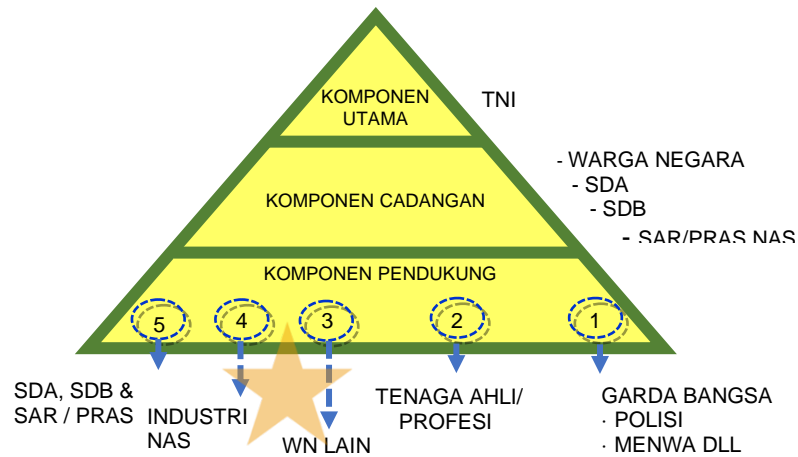 KOMPONEN
UTAMA
TNI
- WARGA NEGARA
- SDA
- SDB
- SAR/PRAS NAS
KOMPONEN CADANGAN
KOMPONEN PENDUKUNG
5
4
3
2
1
SDA, SDB &
SAR / PRAS
INDUSTRI
NAS
WN LAIN
TENAGA AHLI/
PROFESI
GARDA BANGSA
· POLISI
· MENWA DLL